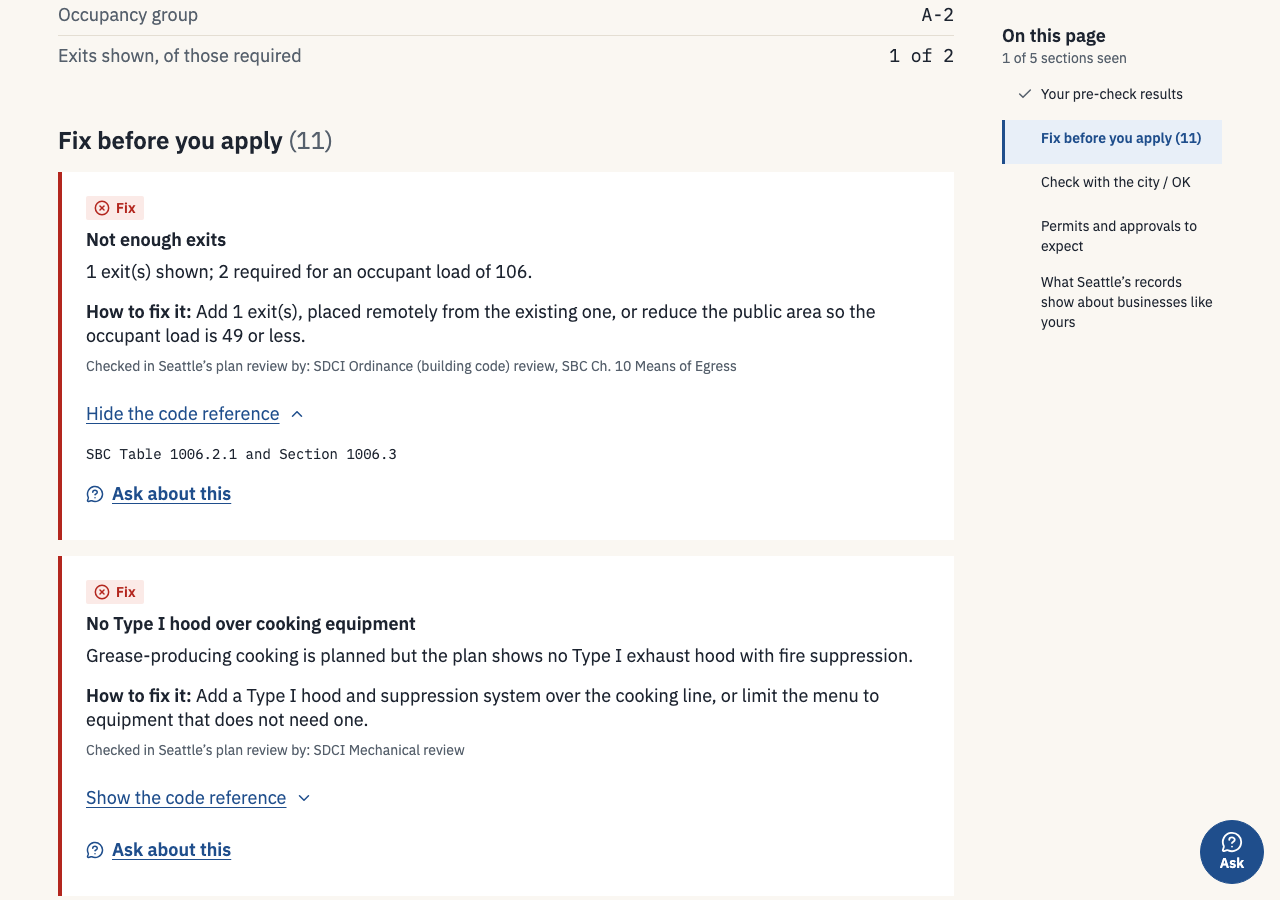 Occupancy group
A-2
Exits shown, of those required
1 of 2
Fix before you apply (11)
Fix
Not enough exits
1 exit(s) shown; 2 required for an occupant load of 106.
How to fix it: Add 1 exit(s), placed remotely from the existing one, or reduce the public area so the
occupant load is 49 or less.
Checked in Seattle’s plan review by: SDCI Ordinance (building code) review, SBC Ch. 10 Means of Egress
Hide the code reference
SBC Table 1006.2.1 and Section 1006.3
Ask about this
Fix
No Type I hood over cooking equipment
Grease-producing cooking is planned but the plan shows no Type I exhaust hood with fire suppression.
How to fix it: Add a Type I hood and suppression system over the cooking line, or limit the menu to
equipment that does not need one.
Checked in Seattle’s plan review by: SDCI Mechanical review
Show the code reference
Ask about this
On this page
1 of 5 sections seen
Your pre-check results
Fix before you apply (11)
Check with the city / OK
Permits and approvals to
expect
What Seattle’s records
show about businesses like
yours
Ask